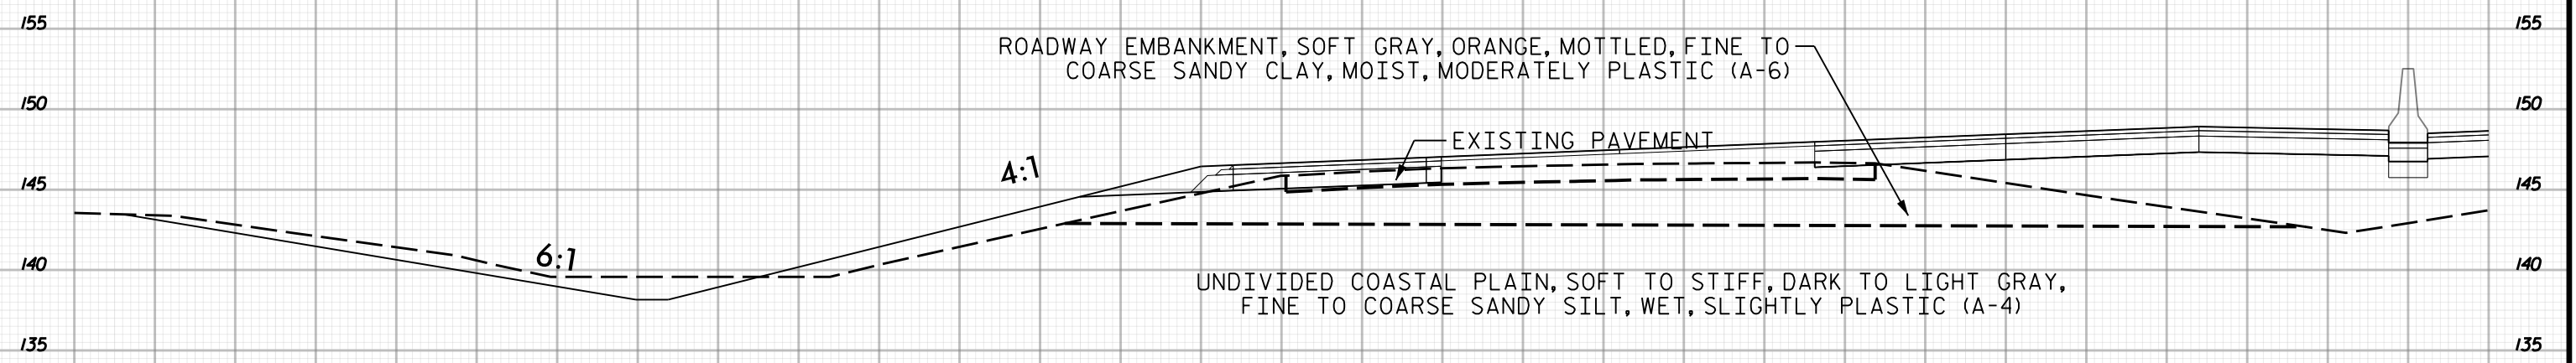 155 155
ROADWAY EMBANKMENT, SOFT GRAY, ORANGE, MOTTLED, FINE TO
COARSE SANDY CLAY, MOIST, MODERATELY PLASTIC (A-6)
150 150
EXISTING PAVEMENT
4:1
145 145
6:1
140 140
UNDIVIDED COASTAL PLAIN, SOFT TO STIFF, DARK TO LIGHT GRAY,
FINE TO COARSE SANDY SILT, WET, SLIGHTLY PLASTIC (A-4)
135 135